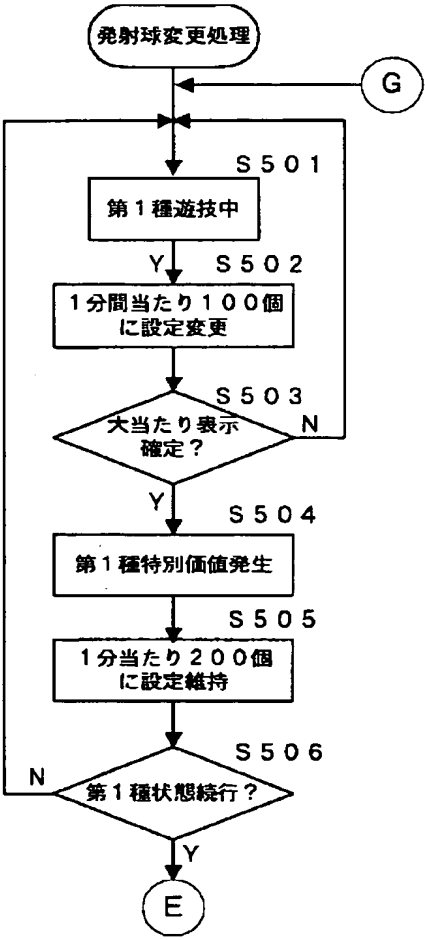 発射球変更処理
G
S501
第1種遊技中
Y
S502
1分間当たり100個
に設定変更
S503
大当たり表示
確定?
N
Y
S504
第1種特別価値発生
S505
1分当たり200個
に設定維持
S506
N
第1種状態続行?
Y
E